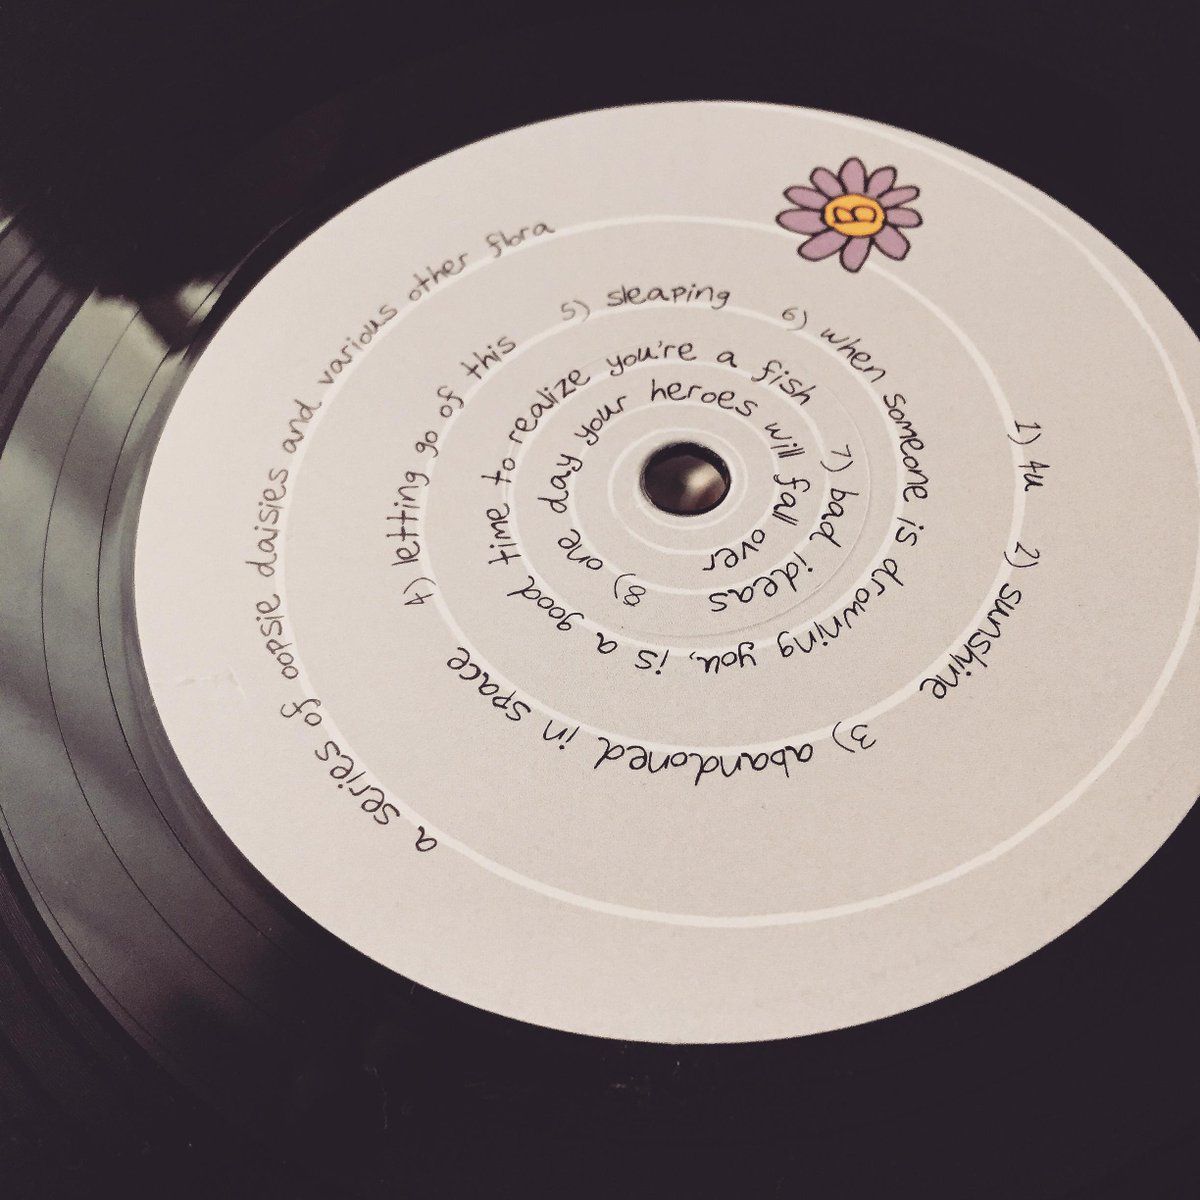 B
a series of oopsie daisies and various other flora
1) 4u
2) sunshine
3) abandoned in space
4) letting go of this
5) sleaping
6) when someone is drowning you, is a good time to realize you're a fish
7) bad ideas
8) one day your heroes will fall over